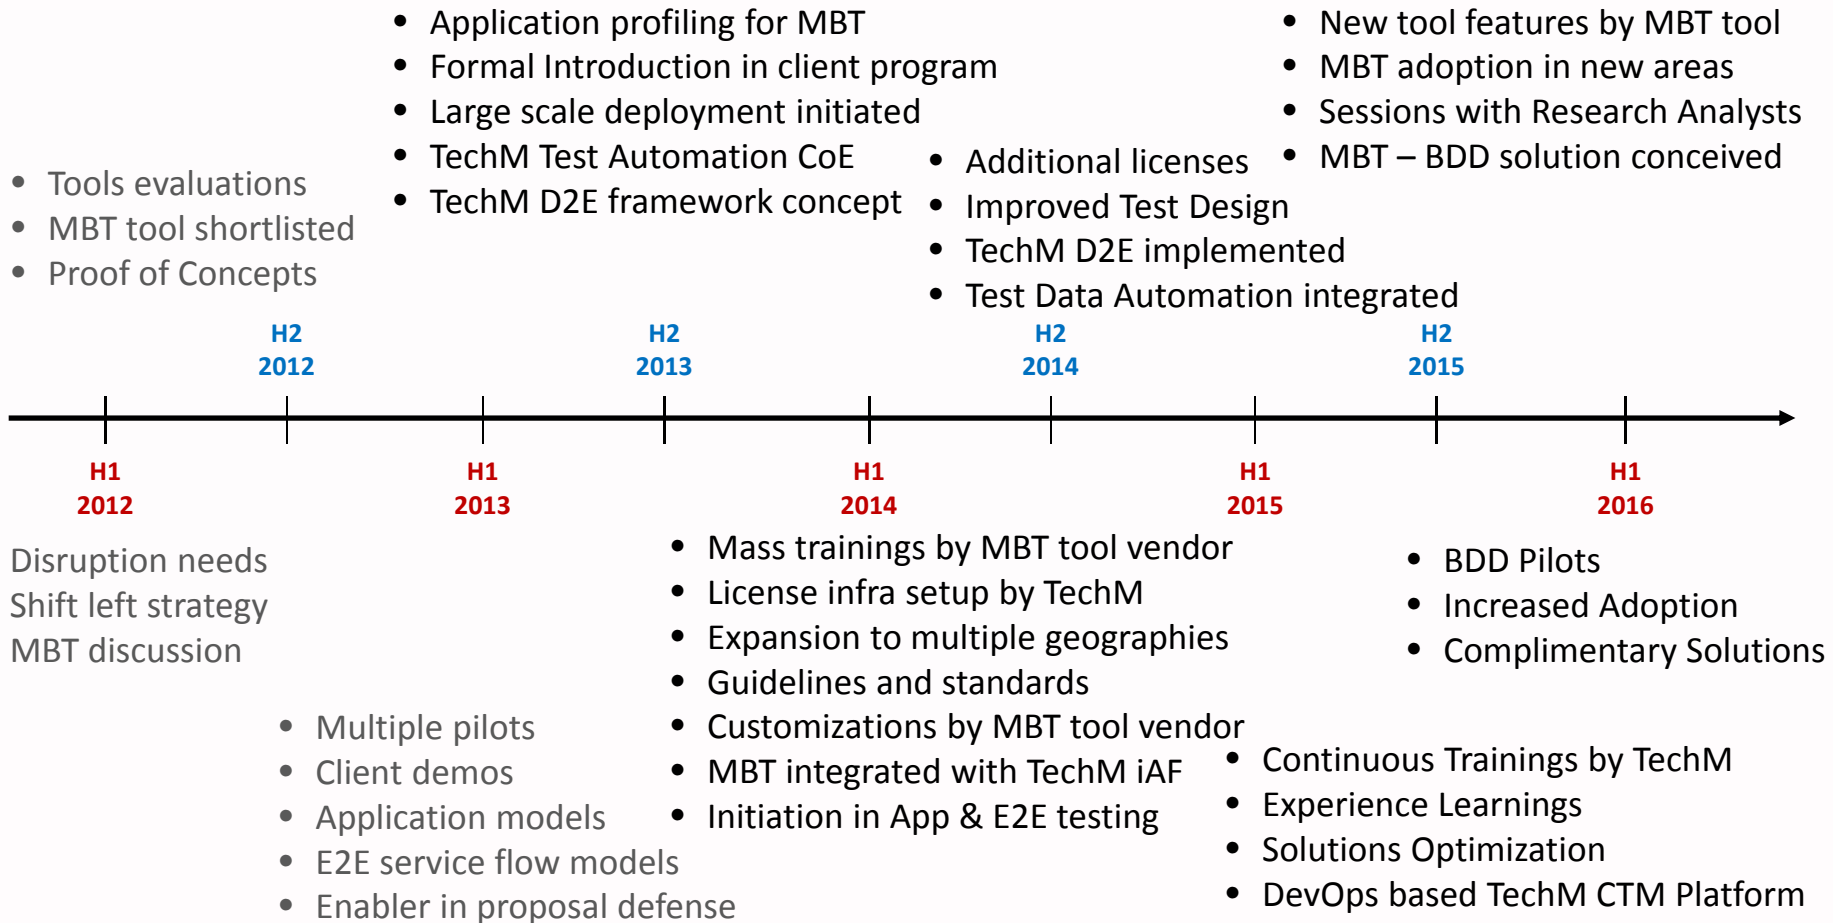 • Application profiling for MBT
• Formal Introduction in client program
• Large scale deployment initiated
• TechM Test Automation CoE
• TechM D2E framework concept
• New tool features by MBT tool
• MBT adoption in new areas
• Sessions with Research Analysts
• MBT – BDD solution conceived
• Tools evaluations
• MBT tool shortlisted
• Proof of Concepts
• Additional licenses
• Improved Test Design
• TechM D2E implemented
• Test Data Automation integrated
H2
2012
H2
2013
H2
2014
H2
2015
H1
2012
H1
2013
H1
2014
H1
2015
H1
2016
Disruption needs
Shift left strategy
MBT discussion
• Multiple pilots
• Client demos
• Application models
• E2E service flow models
• Enabler in proposal defense
• Mass trainings by MBT tool vendor
• License infra setup by TechM
• Expansion to multiple geographies
• Guidelines and standards
• Customizations by MBT tool vendor
• MBT integrated with TechM iAF
• Initiation in App & E2E testing
• BDD Pilots
• Increased Adoption
• Complimentary Solutions
• Continuous Trainings by TechM
• Experience Learnings
• Solutions Optimization
• DevOps based TechM CTM Platform